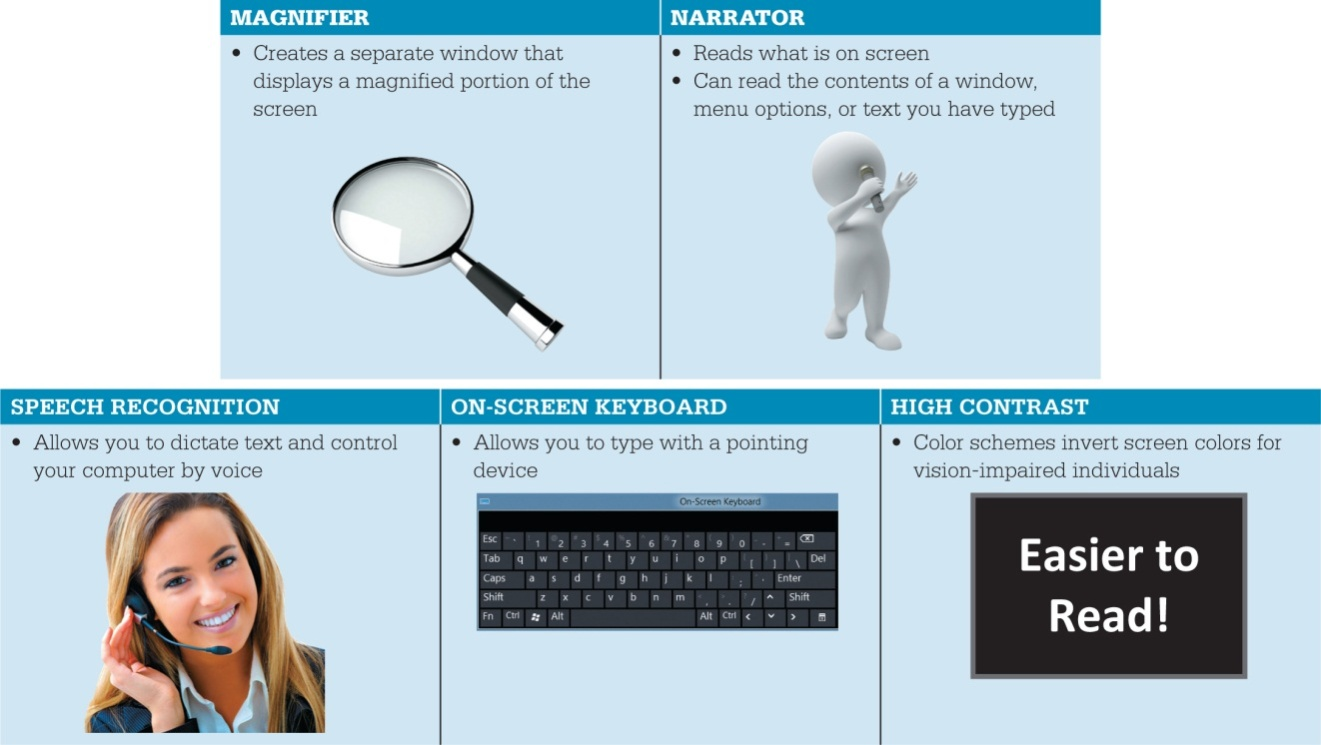 MAGNIFIER
• Creates a separate window that
displays a magnified portion of the
screen
NARRATOR
• Reads what is on screen
• Can read the contents of a window,
menu options, or text you have typed
SPEECH RECOGNITION
• Allows you to dictate text and control
your computer by voice
ON-SCREEN KEYBOARD
• Allows you to type with a pointing
device
On-Screen Keyboard
Esc 1 2 3 4 5 6 7 8 9 0 - =
Tab q w e r t y u i o p [ ] \ Del
Caps a s d f g h j k l ; Enter
Shift z x c v b n m , . / ^ Shift
Fn Ctrl Alt Alt Ctrl < >
HIGH CONTRAST
• Color schemes invert screen colors for
vision-impaired individuals
Easier to
Read!